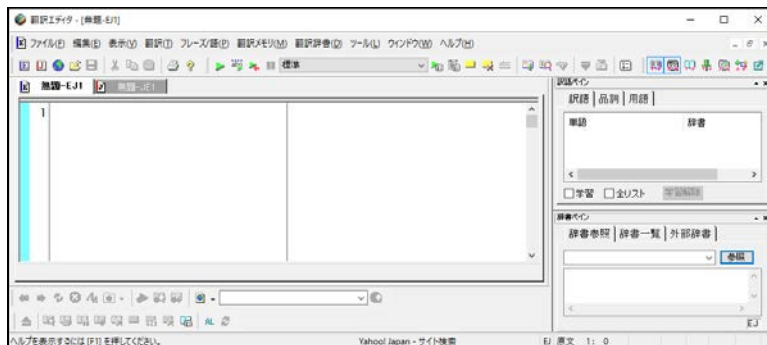 翻訳エディタ - [無題-EJ1]
ファイル(F) 編集(E) 表示(V) 翻訳(T) フレーズ/語(P) 翻訳メモリ(M) 翻訳辞書(D) ツール(L) ウィンドウ(W) ヘルプ(H)
標準
無題-EJ1 無題-JE1
1
訳語ペイン
訳語 品詞 用語
単語 辞書
学習 全リスト 学習解除
辞書ペイン
辞書参照 辞書一覧 外部辞書
参照
EJ
ヘルプを表示するには [F1] を押してください。 Yahoo! Japan - サイト検索 EJ 原文 1: 0